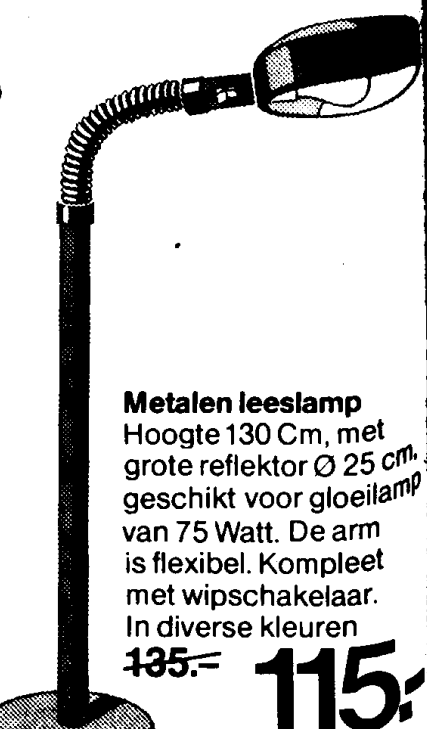 Metalen leeslamp
Hoogte 130 Cm, met
grote reflektor Ø 25 cm,
geschikt voor gloeilamp
van 75 Watt. De arm
is flexibel. Kompleet
met wipschakelaar.
In diverse kleuren
135.= 115.-